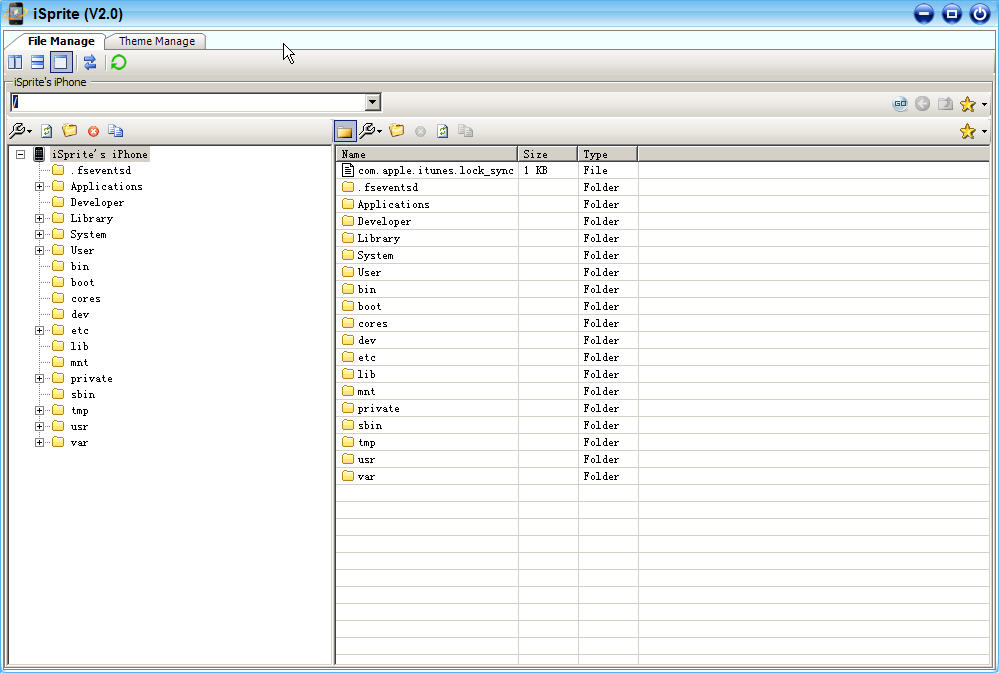 iSprite (V2.0)
File Manage Theme Manage
iSprite's iPhone
/
GO
iSprite's iPhone
.fseventsd
Applications
Developer
Library
System
User
bin
boot
cores
dev
etc
lib
mnt
private
sbin
tmp
usr
var
Name Size Type
com.apple.itunes.lock_sync 1 KB File
.fseventsd Folder
Applications Folder
Developer Folder
Library Folder
System Folder
User Folder
bin Folder
boot Folder
cores Folder
dev Folder
etc Folder
lib Folder
mnt Folder
private Folder
sbin Folder
tmp Folder
usr Folder
var Folder